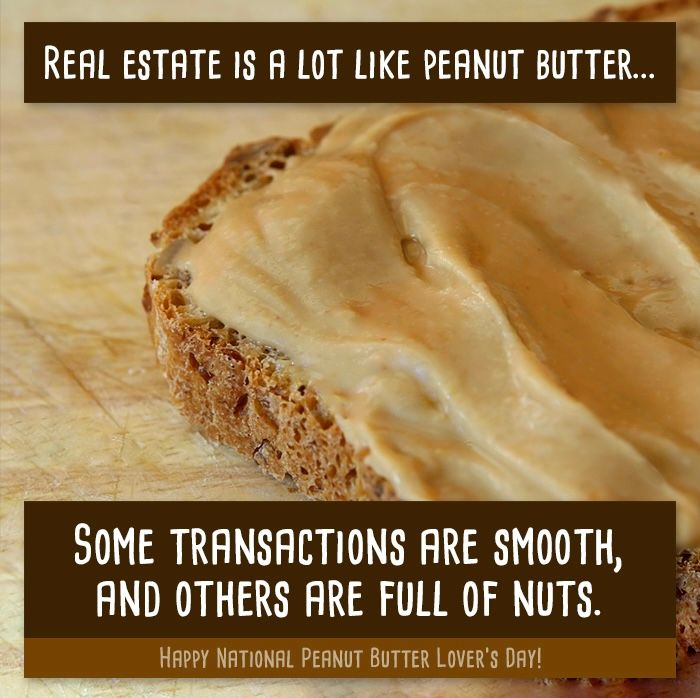 Real estate is a lot like peanut butter...
Some transactions are smooth,
and others are full of nuts.
Happy National Peanut Butter Lover's Day!